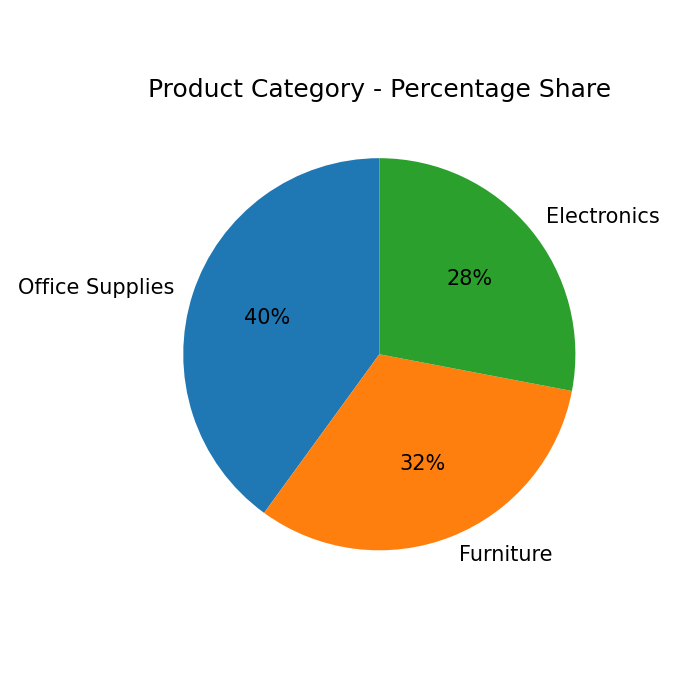 Product Category - Percentage Share
Electronics
28%
Office Supplies
40%
32%
Furniture